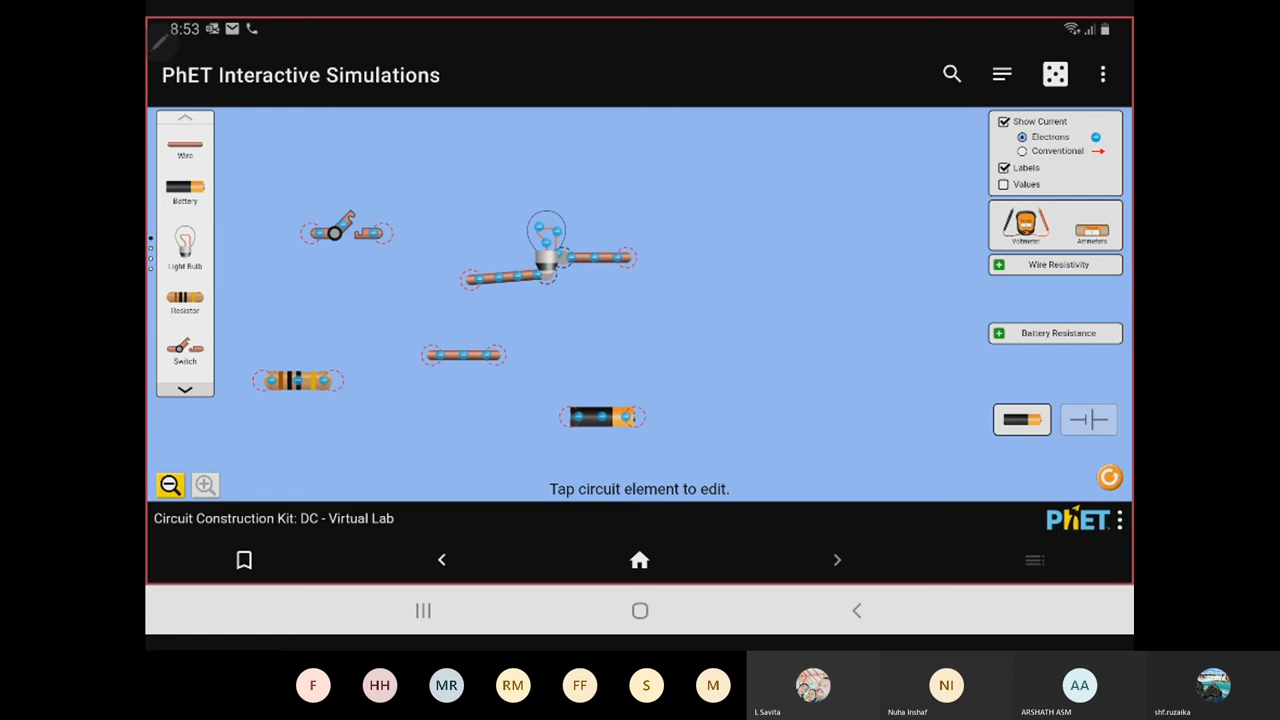 8:53
PhET Interactive Simulations
Wire
Battery
Light Bulb
Resistor
Switch
Show Current
Electrons
Conventional
Labels
Values
Voltmeter
Ammeters
Wire Resistivity
Battery Resistance
Tap circuit element to edit.
Circuit Construction Kit: DC - Virtual Lab
PhET
F
HH
MR
RM
FF
S
M
L Savita
NI
Nuha Inshaf
AA
ARSHATH ASM
shf.ruzaika